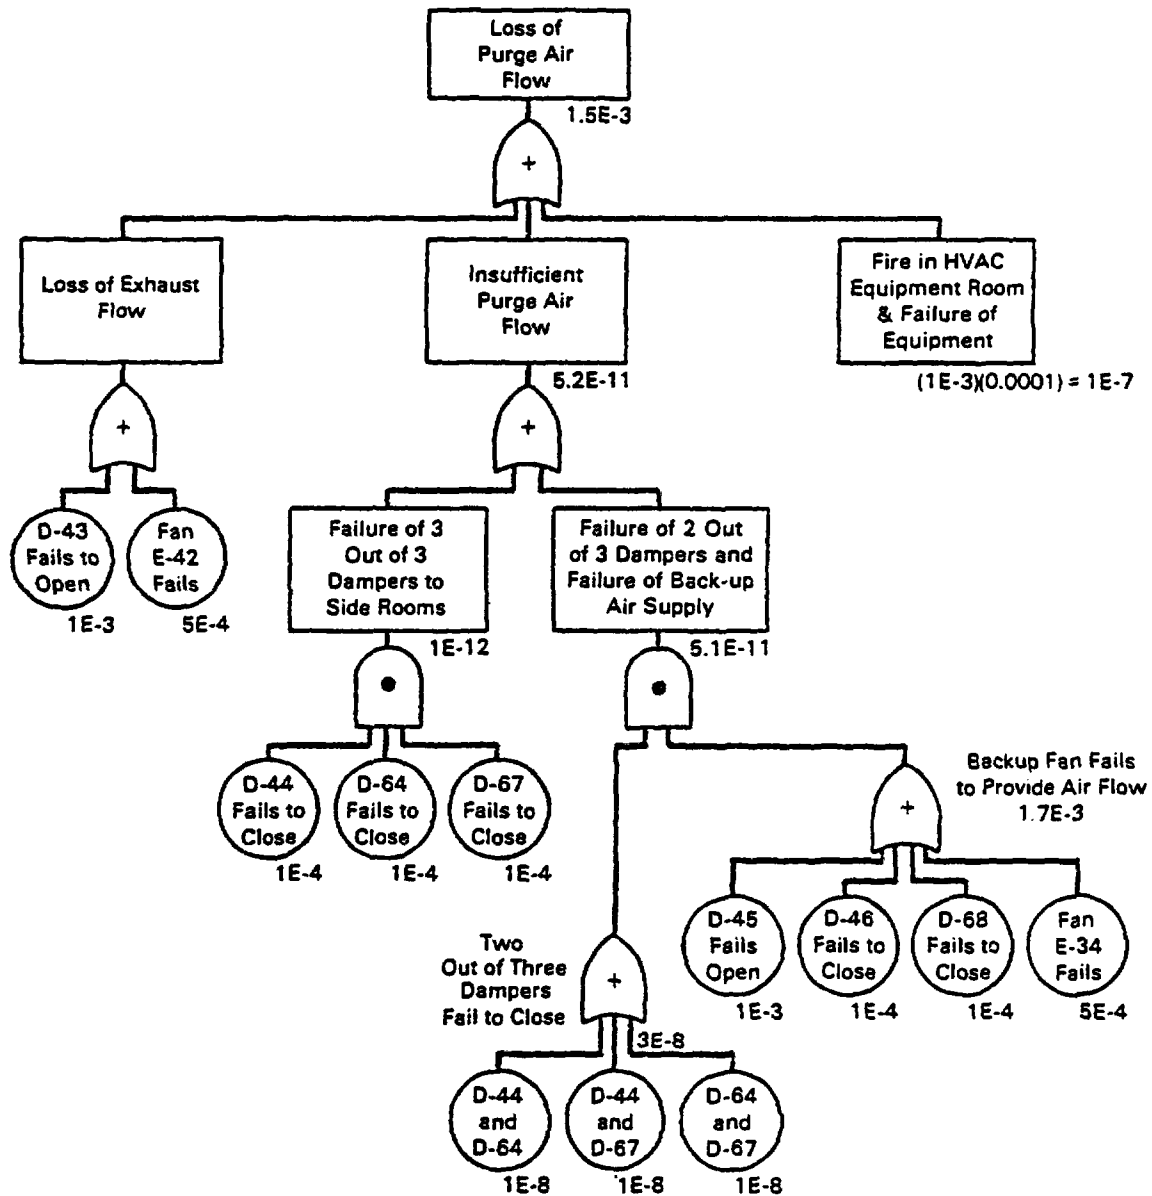 Loss of
Purge Air
Flow
1.5E-3
+
Loss of Exhaust
Flow
Insufficient
Purge Air
Flow
5.2E-11
Fire in HVAC
Equipment Room
& Failure of
Equipment
(1E-3)(0.0001) = 1E-7
+
+
D-43
Fails to
Open
1E-3
Fan
E-42
Fails
5E-4
Failure of 3
Out of 3
Dampers to
Side Rooms
1E-12
Failure of 2 Out
of 3 Dampers and
Failure of Back-up
Air Supply
5.1E-11
D-44
Fails to
Close
1E-4
D-64
Fails to
Close
1E-4
D-67
Fails to
Close
1E-4
Backup Fan Fails
to Provide Air Flow
1.7E-3
+
D-45
Fails
Open
1E-3
D-46
Fails to
Close
1E-4
D-68
Fails to
Close
1E-4
Fan
E-34
Fails
5E-4
Two
Out of Three
Dampers
Fail to Close
+
3E-8
D-44
and
D-64
1E-8
D-44
and
D-67
1E-8
D-64
and
D-67
1E-8